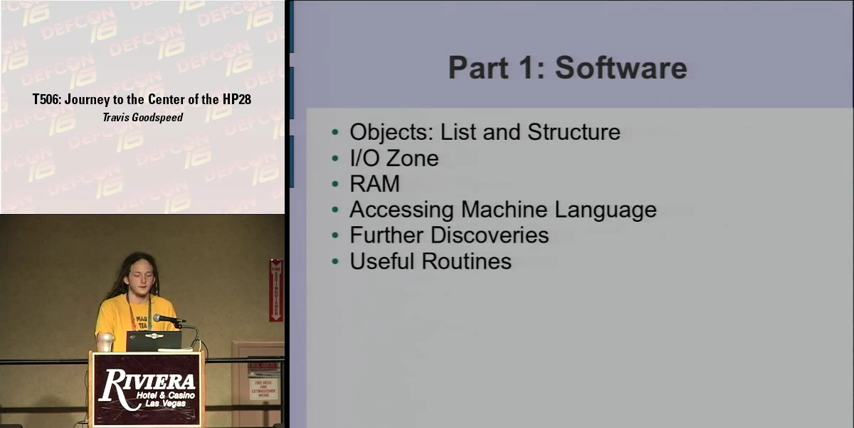 DEFCON 16
T506: Journey to the Center of the HP28
Travis Goodspeed
Part 1: Software
• Objects: List and Structure
• I/O Zone
• RAM
• Accessing Machine Language
• Further Discoveries
• Useful Routines
RIVIERA
Hotel & Casino
Las Vegas